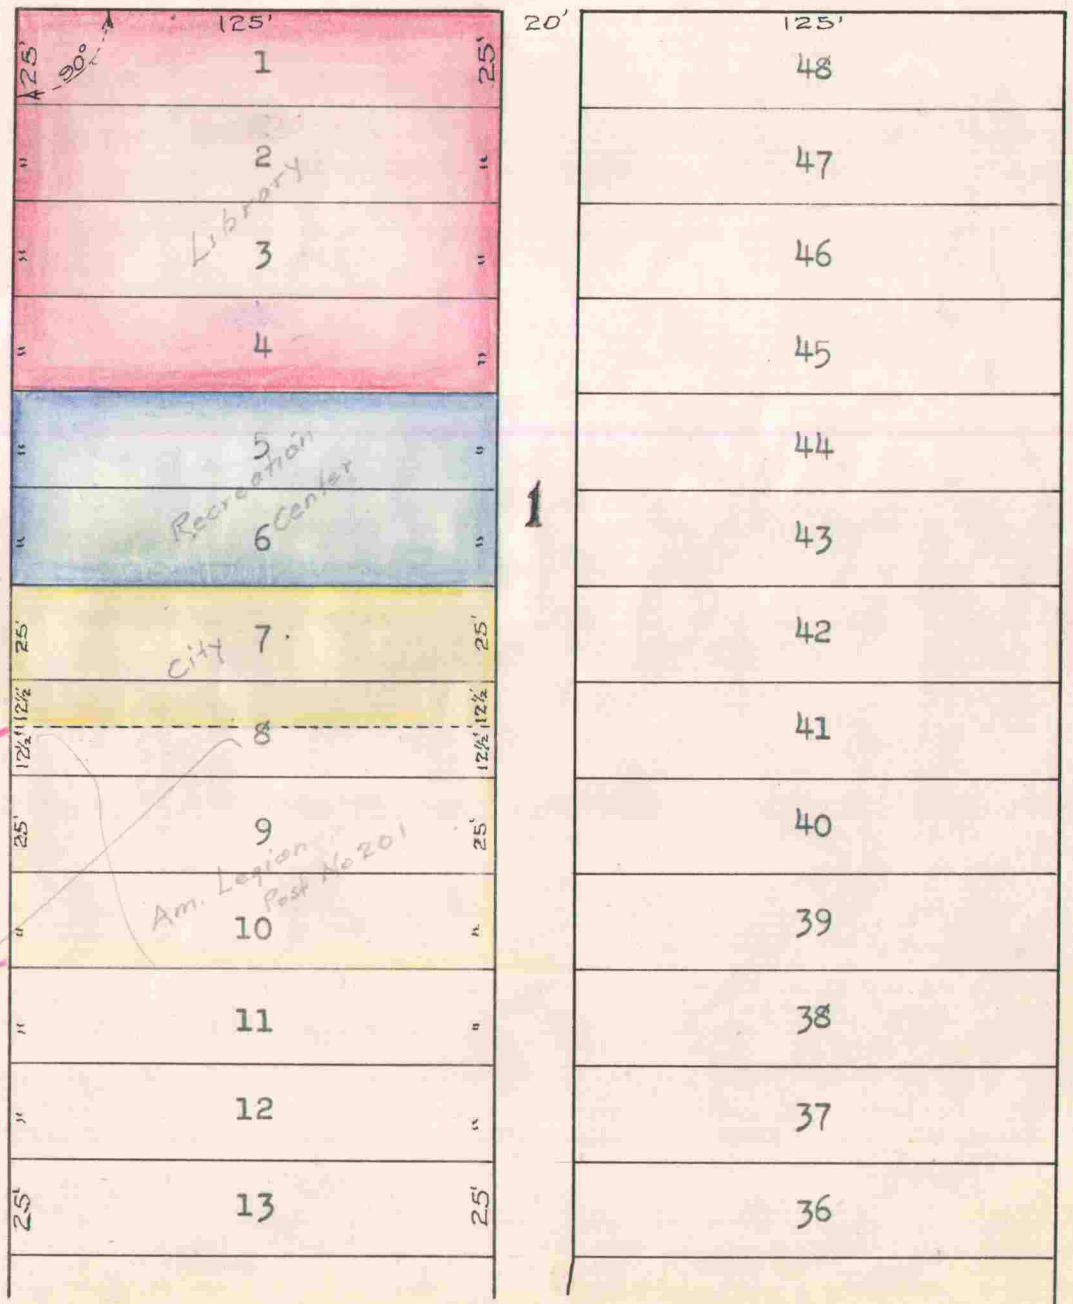 125' 20' 125'
25' 90° 1 25' 48
" 2 " 47
Library
" 3 " 46
" 4 " 45
" 5 " 44
Recreation
Center
1
" 6 " 43
25' 7 25' 42
City
12½' 12½'
8 41
12½' 12½'
25' 9 25' 40
Am. Legion
Post No 201
" 10 " 39
" 11 " 38
" 12 " 37
25' 13 25' 36